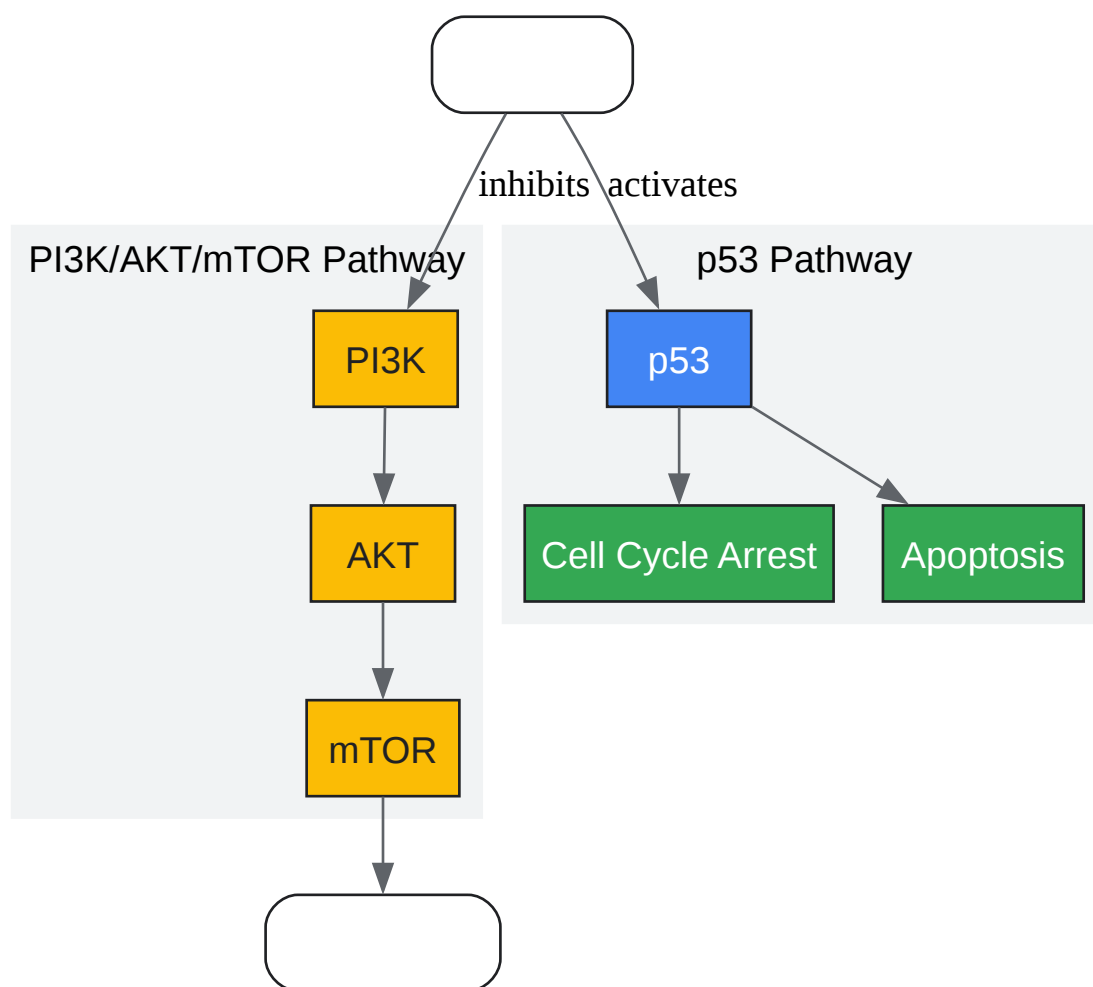 inhibits activates
PI3K/AKT/mTOR Pathway
p53 Pathway
PI3K
p53
AKT
Cell Cycle Arrest
Apoptosis
mTOR